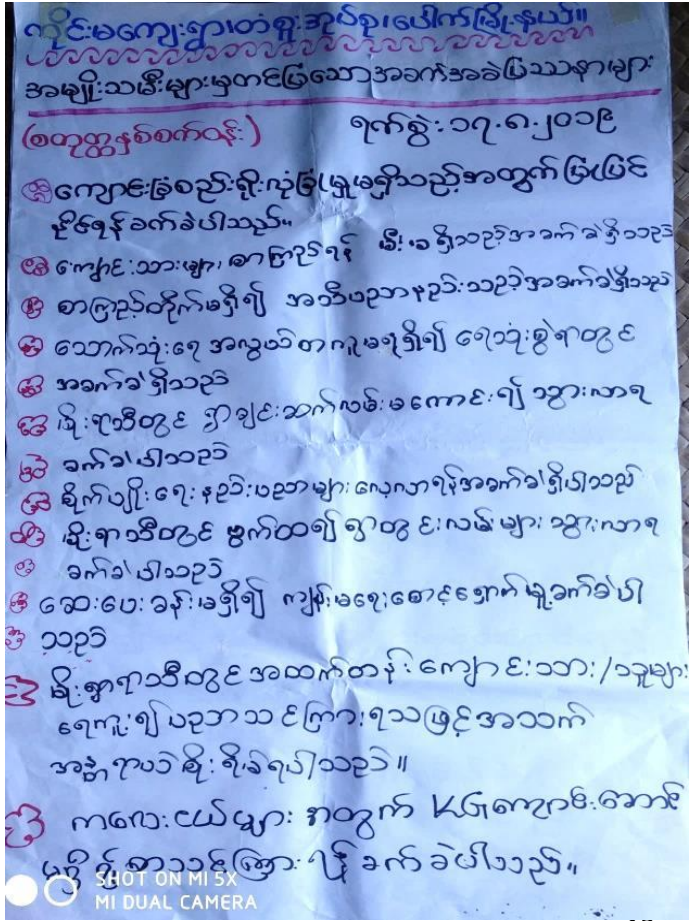 ကိုင်းမကျေးရွာ၊တံစူးအုပ်စု၊ပေါက်မြို့နယ်။
အမျိုးသမီးများမှတင်ပြသောအခက်အခဲပြဿနာများ
(စတုတ္ထနှစ်စက်ဝန်း) ရက်စွဲ၊၁၇.၆.၂၀၁၉
ကျောင်းခြံစည်းရိုးလုံခြုံမှုမရှိသည့်အတွက်ပြုပြင်
နိုင်ရန်ခက်ခဲပါသည်။
ကျောင်းသားများစာကြည့်ရန် မီးမရှိသည့်အခက်ခဲရှိသည်
စာကြည့်တိုက်မရှိ၍ အသိပညာနည်းသည့်အခက်ခဲရှိသည်
သောက်သုံးရေ အလွယ်တကူမရရှိ၍ ရေသုံးစွဲရာတွင်
အခက်ခဲရှိသည်
မိုးရာသီတွင် ရွာချင်းဆက်လမ်းမကောင်း၍ သွားလာရ
ခက်ခဲပါသည်
စိုက်ပျိုးရေးနည်းပညာများလေ့လာရန်အခက်ခဲရှိပါသည်
မိုးရာသီတွင် ဗွက်ထ၍ရွာတွင်းလမ်းများ သွားလာရ
ခက်ခဲပါသည်
ဆေးပေးခန်းမရှိ၍ ကျန်းမာရေးစောင့်ရှောက်မှုခက်ခဲပါ
သည်
မိုးရွာရာသီတွင်အထက်တန်းကျောင်းသား/သူများ
ရေကူး၍ပညာသင်ကြားရသဖြင့်အသက်
အန္တရာယ်စိုးရိမ်ရပါသည်။
ကလေးငယ်များ အတွက် KG ကျောင်းဆောင်
မရှိ၍စာသင်ကြားရန်ခက်ခဲပါသည်။
SHOT ON MI 5X
MI DUAL CAMERA